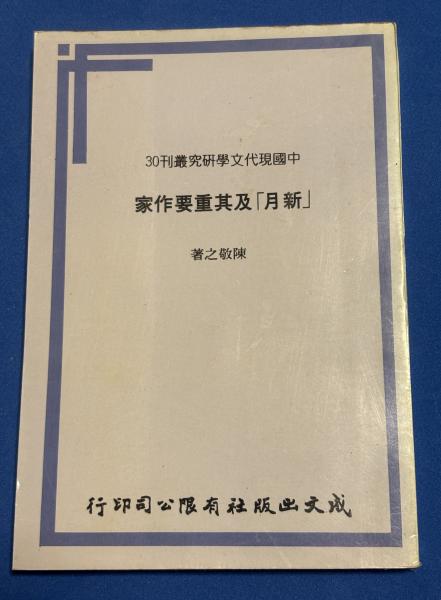 中國現代文學研究叢刊30
「新月」及其重要作家
陳敬之著
成文出版社有限公司印行